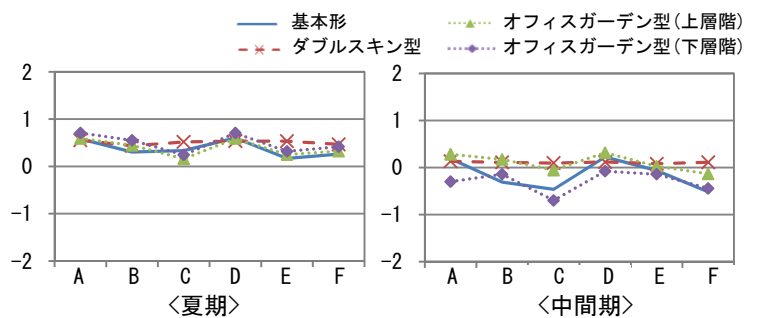 基本形
オフィスガーデン型(上層階)
ダブルスキン型
オフィスガーデン型(下層階)
2
1
0
−1
−2
A B C D E F
<夏期>
2
1
0
−1
−2
A B C D E F
<中間期>